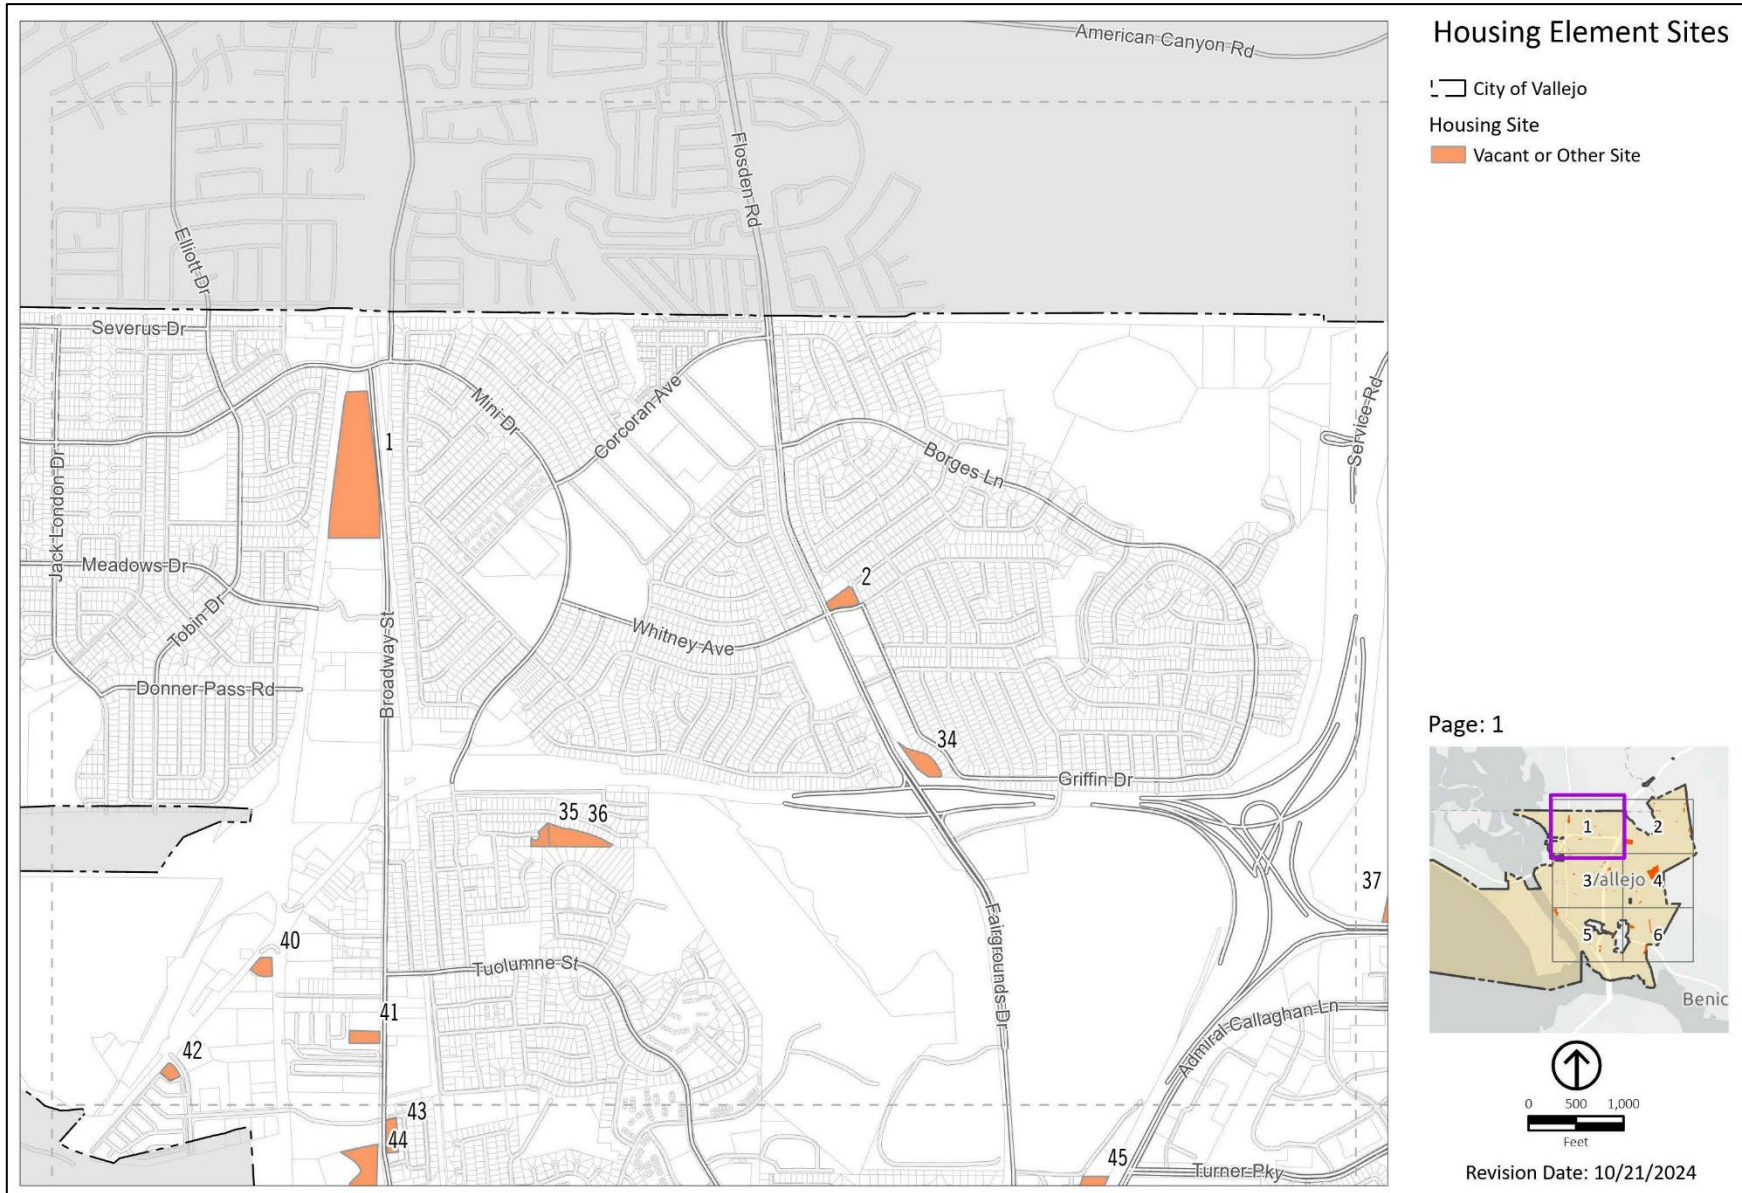 Housing Element Sites
City of Vallejo
Housing Site
Vacant or Other Site
American Canyon Rd
Flosden Rd
Elliott Dr
Severus Dr
Mini Dr
Corcoran Ave
Service Rd
1
Borges Ln
Jack London Dr
Meadows Dr
2
Tobin Dr
Whitney Ave
Broadway St
Donner Pass Rd
34
Griffin Dr
35 36
37
40
Tuolumne St
Fairgrounds Dr
41
Admiral Callaghan Ln
42
43
44
45
Turner Pky
Page: 1
1
2
3
Vallejo
4
5
6
Benic
0 500 1,000
Feet
Revision Date: 10/21/2024